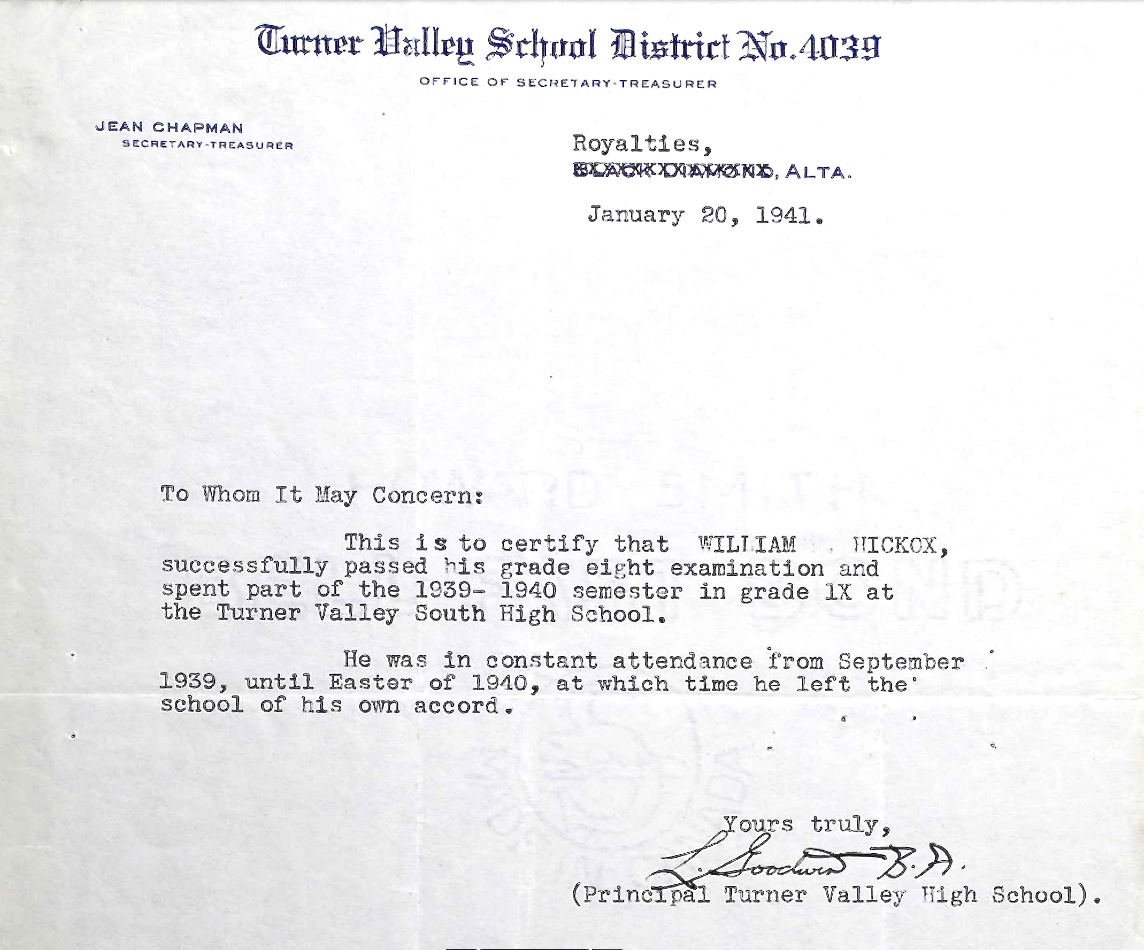 Turner Valley School District No. 4039
OFFICE OF SECRETARY-TREASURER
JEAN CHAPMAN
SECRETARY-TREASURER
Royalties,
BLACK DIAMOND, ALTA.
January 20, 1941.
To Whom It May Concern:
This is to certify that WILLIAM . HICKOX,
successfully passed his grade eight examination and
spent part of the 1939- 1940 semester in grade 1X at
the Turner Valley South High School.
He was in constant attendance from September
1939, until Easter of 1940, at which time he left the
school of his own accord.
Yours truly,
L. Goodwin B.A.
(Principal Turner Valley High School).